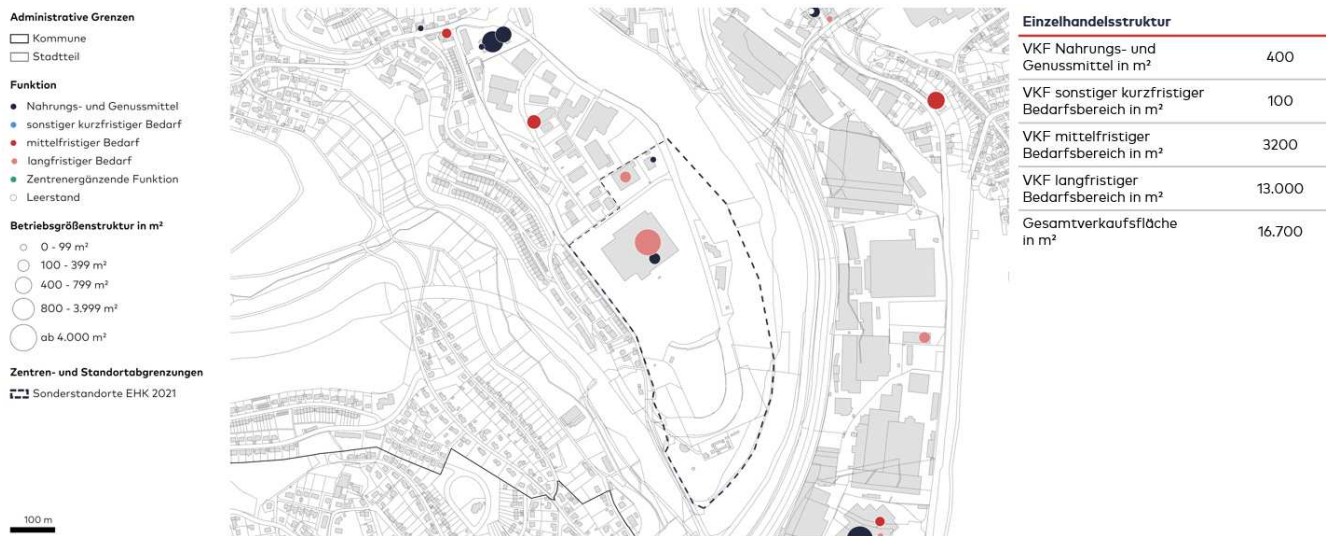 Administrative Grenzen
Kommune
Stadtteil
Funktion
Nahrungs- und Genussmittel
sonstiger kurzfristiger Bedarf
mittelfristiger Bedarf
langfristiger Bedarf
Zentrenergänzende Funktion
Leerstand
Betriebsgrößenstruktur in m²
0 - 99 m²
100 - 399 m²
400 - 799 m²
800 - 3.999 m²
ab 4.000 m²
Zentren- und Standortabgrenzungen
Sonderstandorte EHK 2021
100 m
Einzelhandelsstruktur
VKF Nahrungs- und
Genussmittel in m²
400
VKF sonstiger kurzfristiger
Bedarfsbereich in m²
100
VKF mittelfristiger
Bedarfsbereich in m²
3200
VKF langfristiger
Bedarfsbereich in m²
13.000
Gesamtverkaufsfläche
in m²
16.700